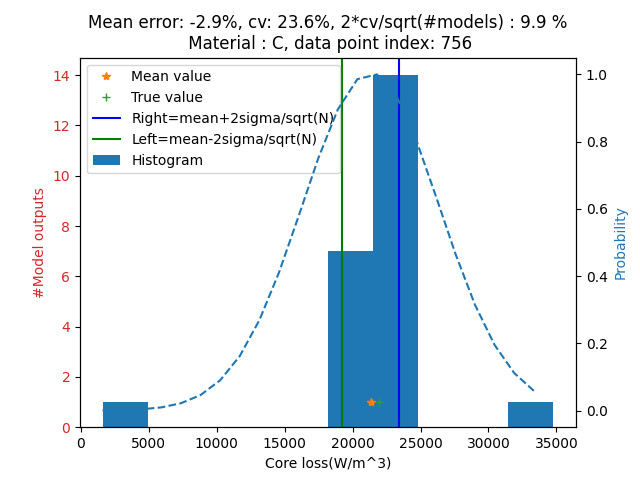 Mean error: -2.9%, cv: 23.6%, 2*cv/sqrt(#models) : 9.9 %
Material : C, data point index: 756
14
12
10
8
6
4
2
0
#Model outputs
Mean value
True value
Right=mean+2sigma/sqrt(N)
Left=mean-2sigma/sqrt(N)
Histogram
1.0
0.8
0.6
0.4
0.2
0.0
Probability
0 5000 10000 15000 20000 25000 30000 35000
Core loss(W/m^3)